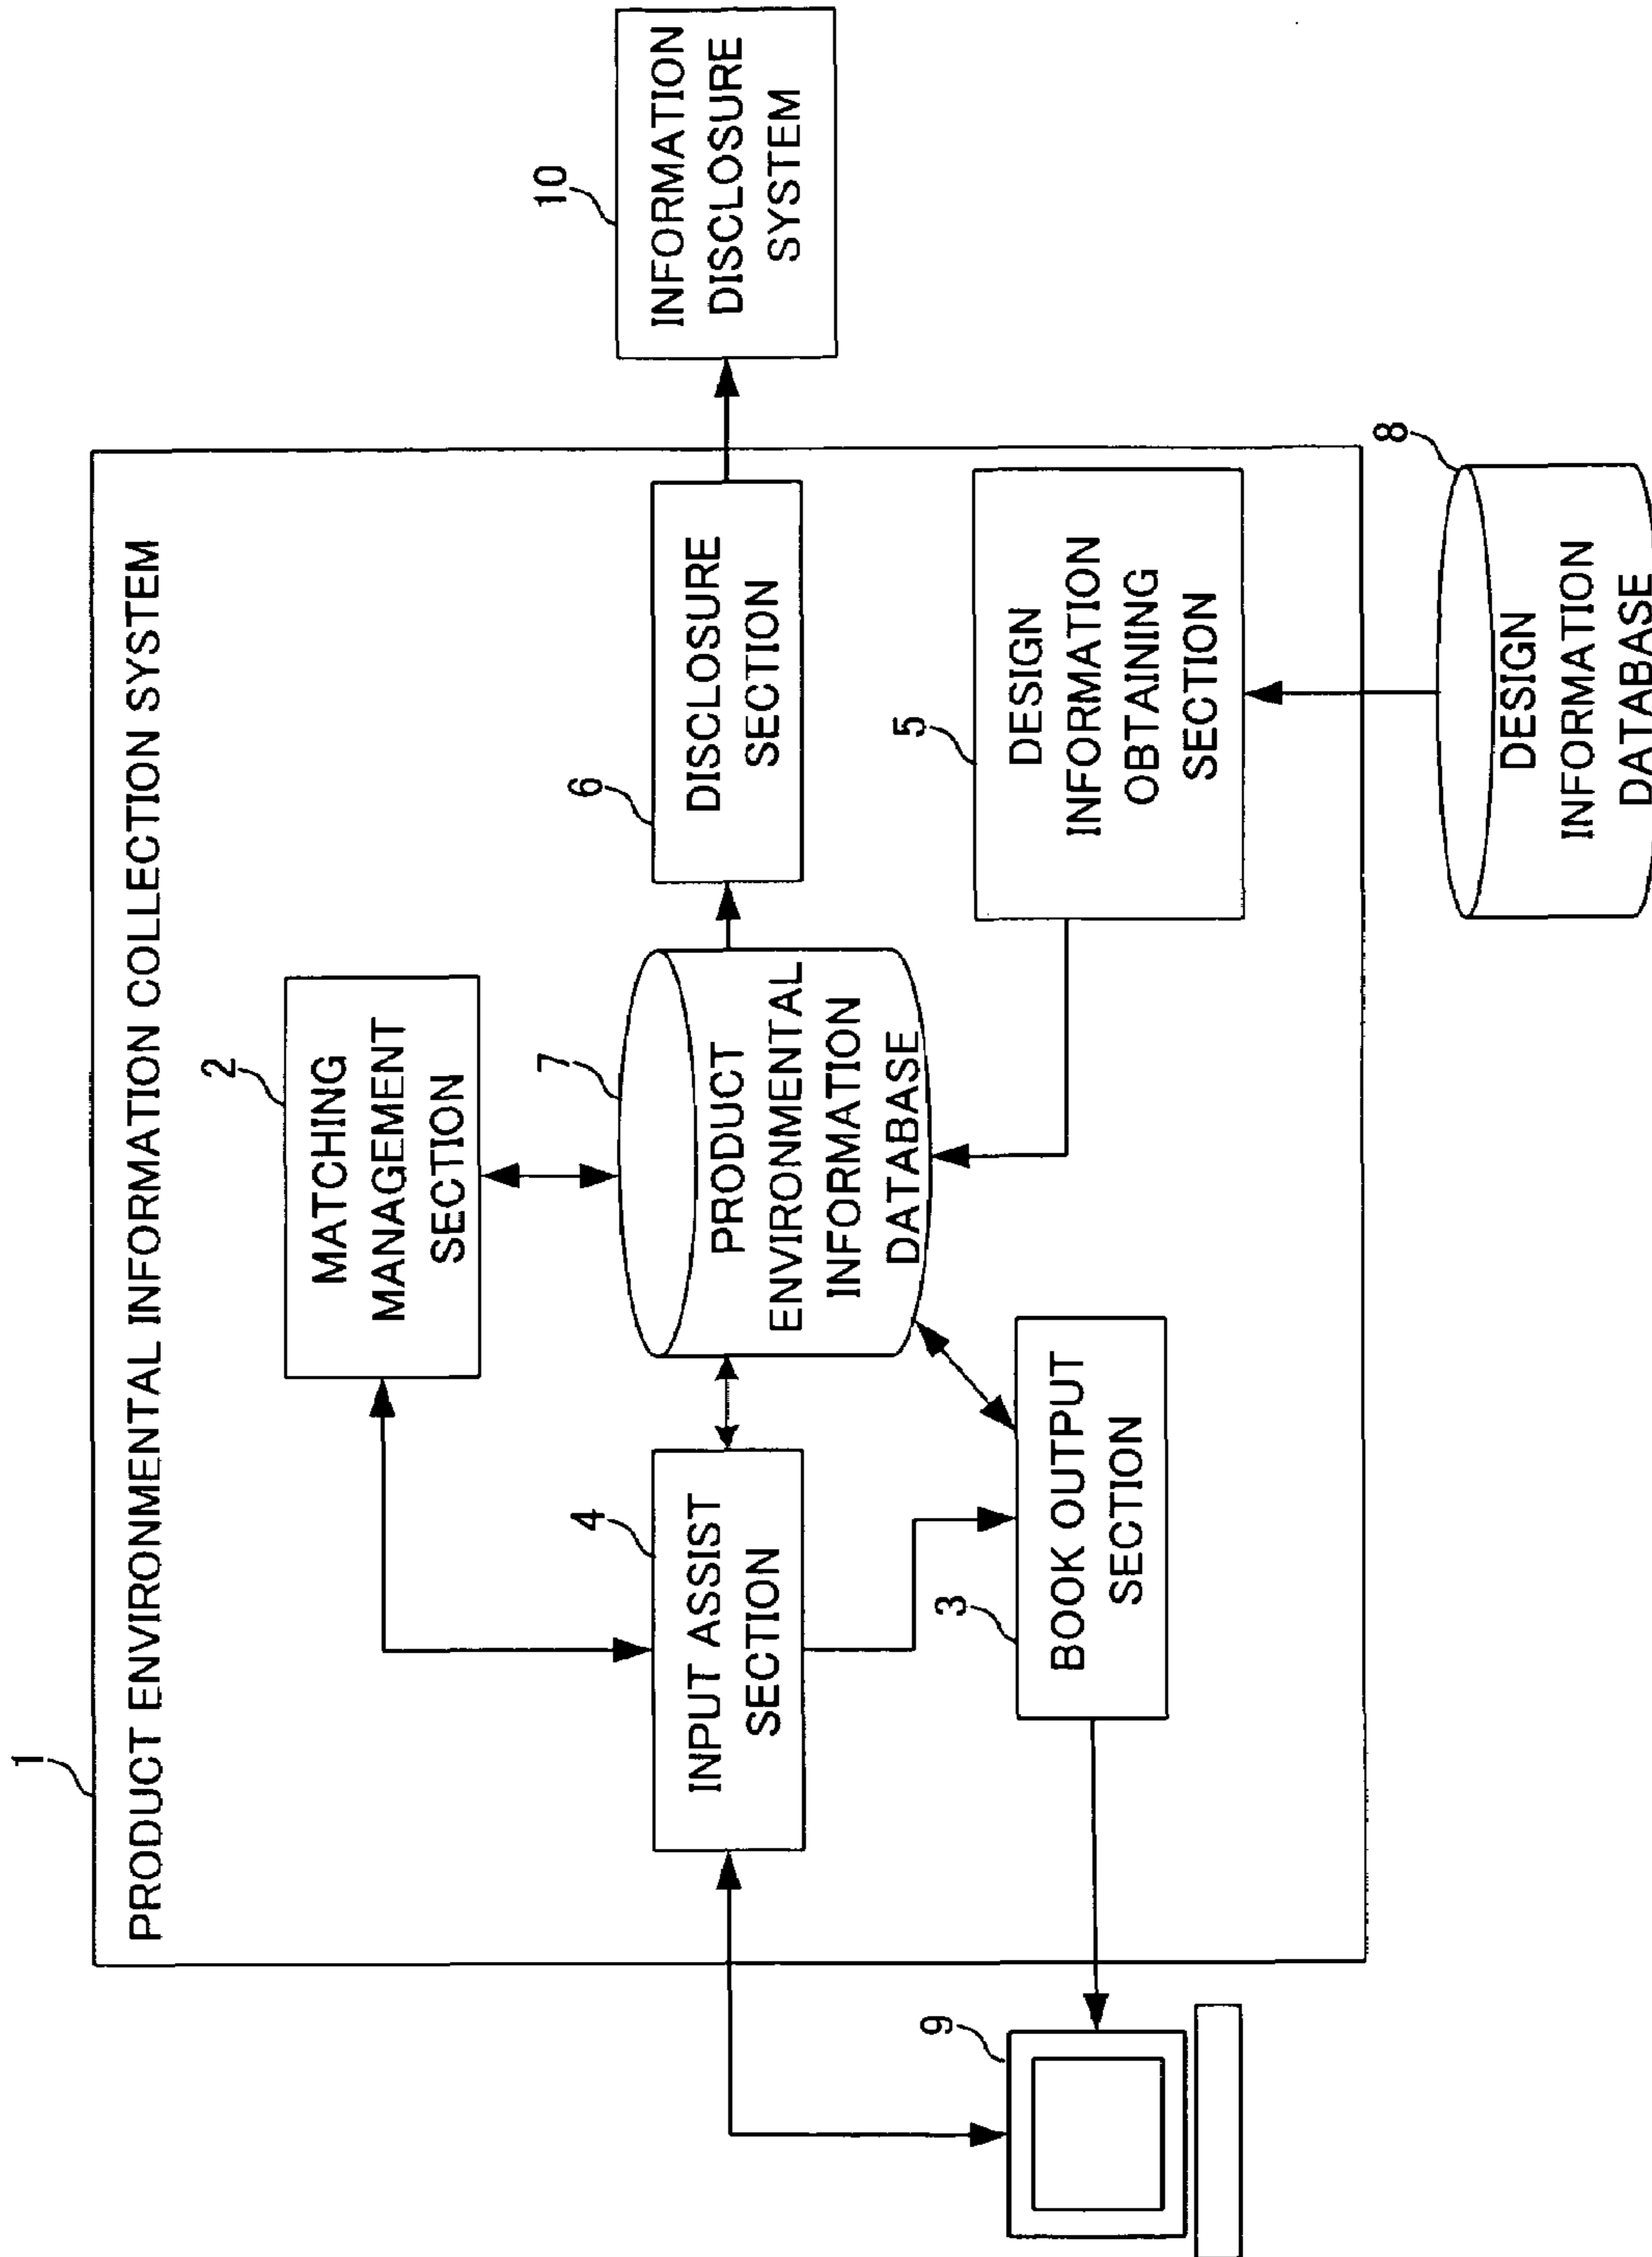 1
PRODUCT ENVIRONMENTAL INFORMATION COLLECTION SYSTEM
2
MATCHING
MANAGEMENT
SECTION
4
INPUT ASSIST
SECTION
7
PRODUCT
ENVIRONMENTAL
INFORMATION
DATABASE
6
DISCLOSURE
SECTION
10
INFORMATION
DISCLOSURE
SYSTEM
9
3
BOOK OUTPUT
SECTION
5
DESIGN
INFORMATION
OBTAINING
SECTION
8
DESIGN
INFORMATION
DATABASE